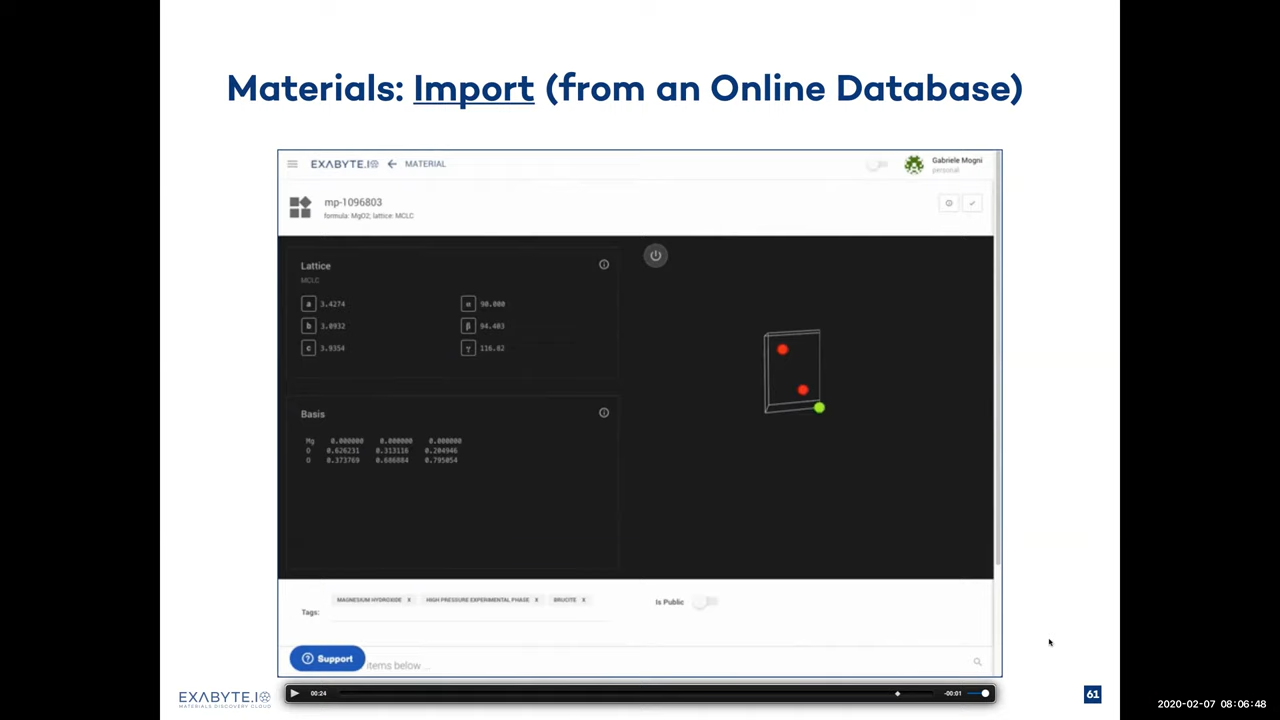 Materials: Import (from an Online Database)
EXABYTE.IO ← MATERIAL
Gabriele Mogni
personal
mp-1096803
formula: MgO2; lattice: MCLC
Lattice
MCLC
a 3.4274 α 90.000
b 3.0932 β 94.403
c 3.9354 γ 116.82
Basis
Mg 0.000000 0.000000 0.000000
O 0.626231 0.313116 0.204946
O 0.373769 0.686884 0.795054
Tags:
MAGNESIUM HYDROXIDE X HIGH PRESSURE EXPERIMENTAL PHASE X BRUCITE X
Is Public
Support
items below ...
00:24 -00:01
EXABYTE.IO
MATERIALS DISCOVERY CLOUD
61
2020-02-07 08:06:48